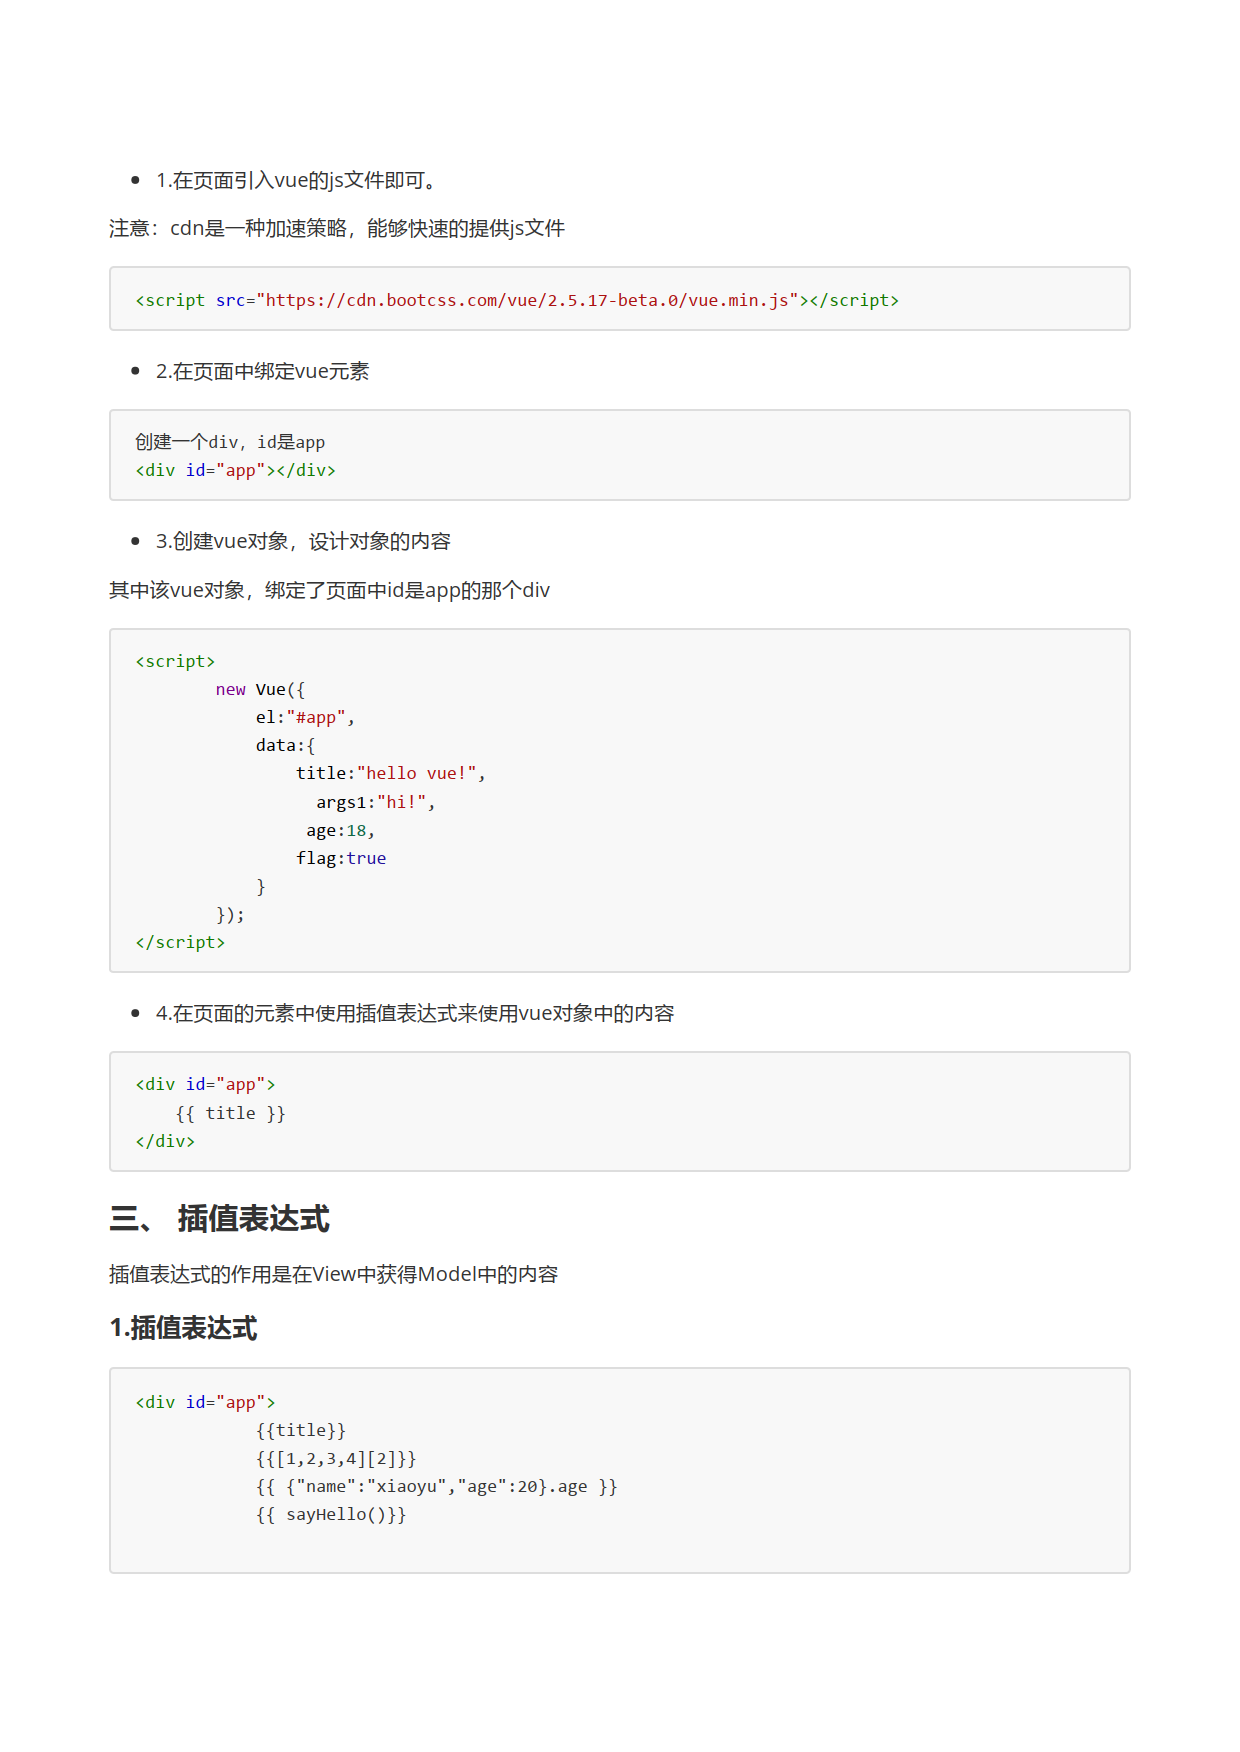 • 1.在页面引入vue的js文件即可。
注意：cdn是一种加速策略，能够快速的提供js文件
<script src="https://cdn.bootcss.com/vue/2.5.17-beta.0/vue.min.js"></script>
• 2.在页面中绑定vue元素
创建一个div，id是app
<div id="app"></div>
• 3.创建vue对象，设计对象的内容
其中该vue对象，绑定了页面中id是app的那个div
<script>
        new Vue({
            el:"#app",
            data:{
                title:"hello vue!",
                  args1:"hi!",
                 age:18,
                flag:true
            }
        });
</script>
• 4.在页面的元素中使用插值表达式来使用vue对象中的内容
<div id="app">
    {{ title }}
</div>
三、 插值表达式
插值表达式的作用是在View中获得Model中的内容
1.插值表达式
<div id="app">
            {{title}}
            {{[1,2,3,4][2]}}
            {{ {"name":"xiaoyu","age":20}.age }}
            {{ sayHello()}}